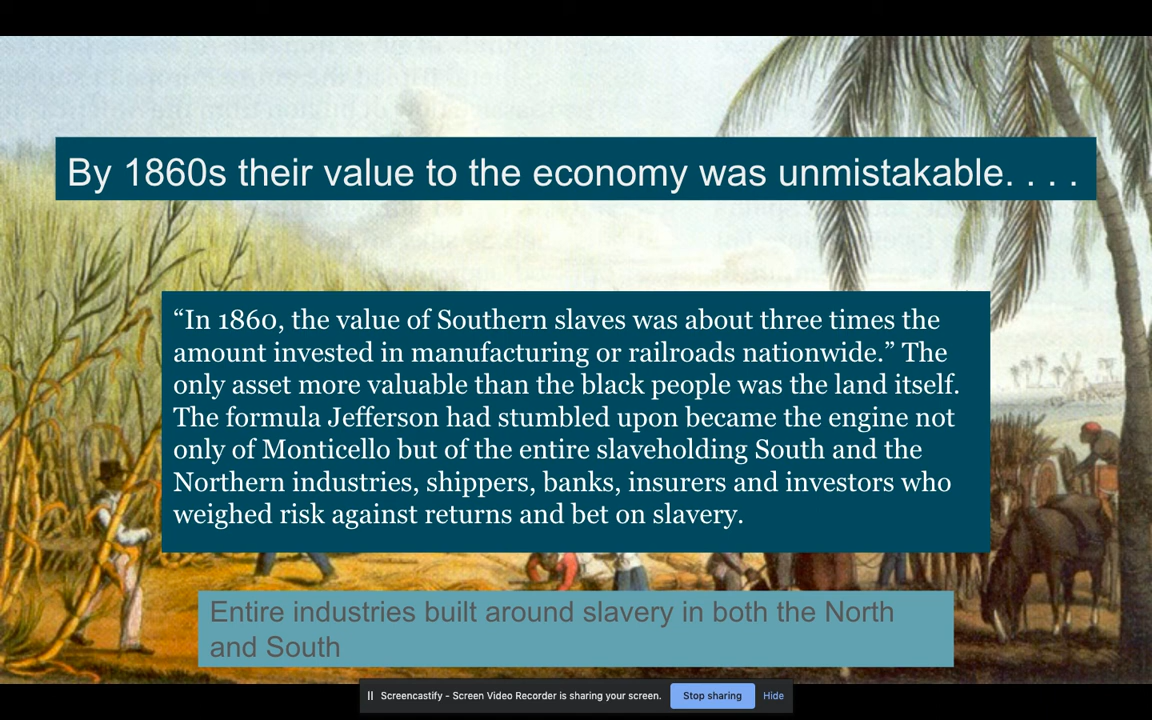 By 1860s their value to the economy was unmistakable. . . .
“In 1860, the value of Southern slaves was about three times the
amount invested in manufacturing or railroads nationwide.” The
only asset more valuable than the black people was the land itself.
The formula Jefferson had stumbled upon became the engine not
only of Monticello but of the entire slaveholding South and the
Northern industries, shippers, banks, insurers and investors who
weighed risk against returns and bet on slavery.
Entire industries built around slavery in both the North
and South
Screencastify - Screen Video Recorder is sharing your screen. Stop sharing Hide